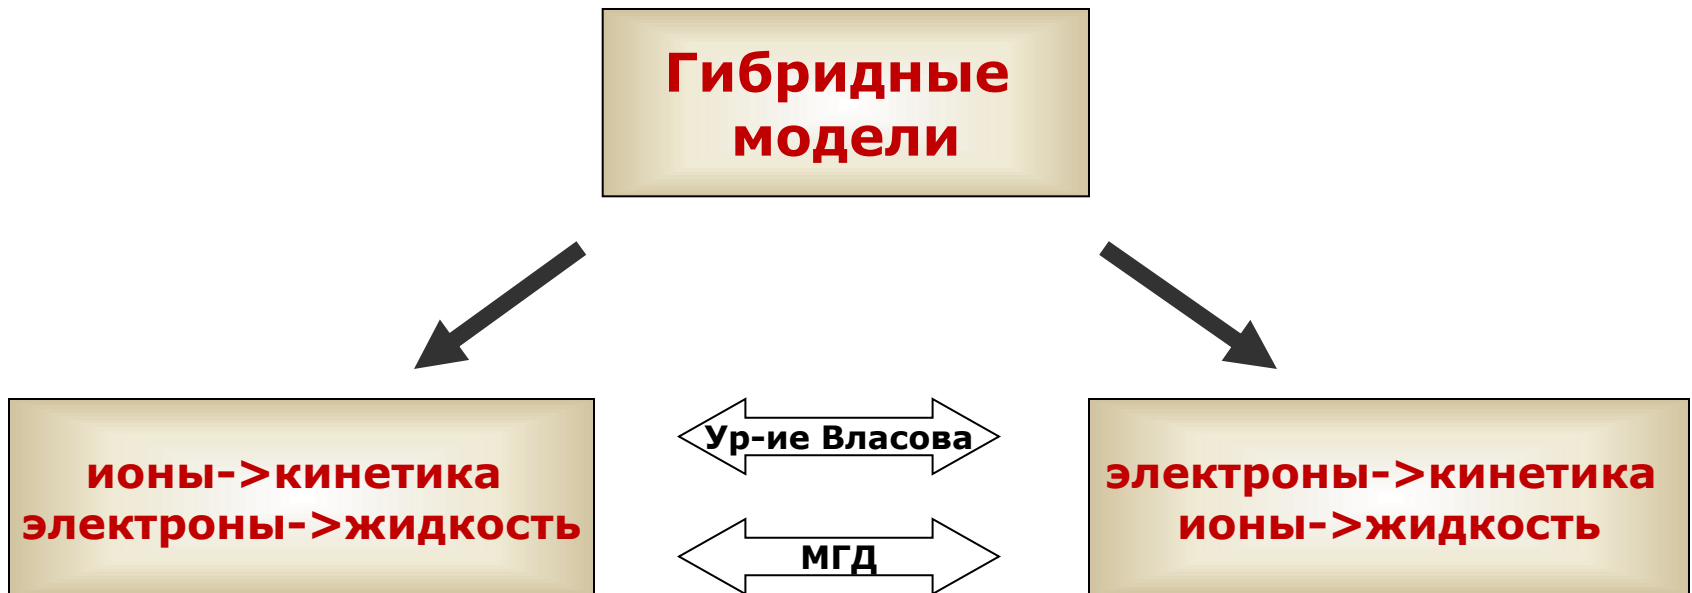 Гибридные
модели
Ур-ие Власова
ионы->кинетика
электроны->жидкость
электроны->кинетика
ионы->жидкость
МГД